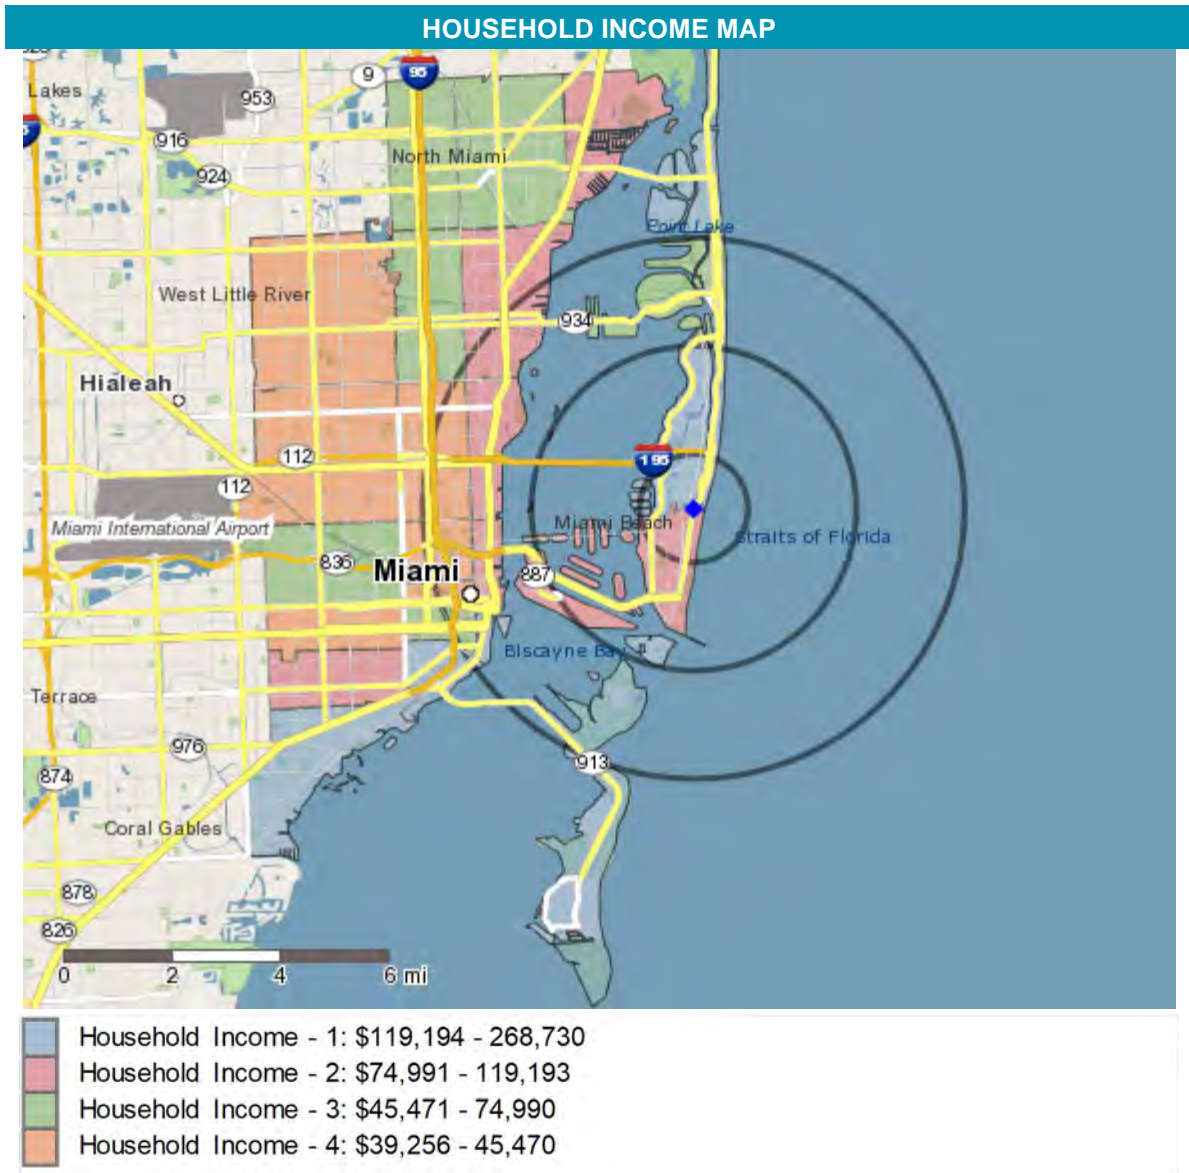 HOUSEHOLD INCOME MAP
Lakes
9
95
953
916
924
North Miami
Point Lake
West Little River
934
Hialeah
112
195
112
Miami International Airport
Miami Beach
Straits of Florida
836
Miami
887
Biscayne Bay
Terrace
976
913
874
Coral Gables
878
826
0 2 4 6 mi
Household Income - 1: $119,194 - 268,730
Household Income - 2: $74,991 - 119,193
Household Income - 3: $45,471 - 74,990
Household Income - 4: $39,256 - 45,470